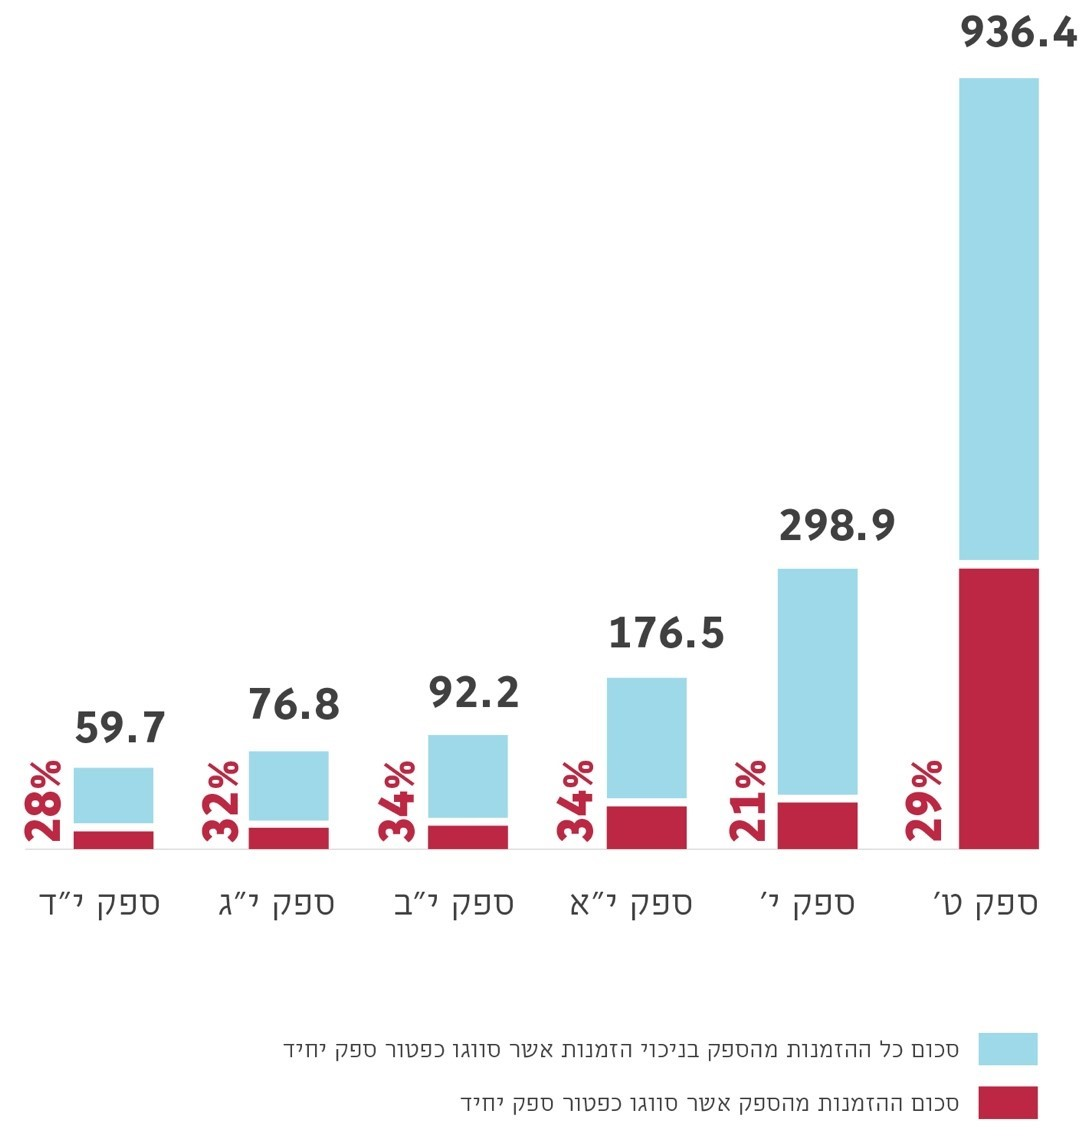 936.4
298.9
176.5
92.2
76.8
59.7
29%
21%
34%
34%
32%
28%
ספק ט׳
ספק י׳
ספק י״א
ספק י״ב
ספק י״ג
ספק י״ד
סכום כל ההזמנות מהספק בניכוי הזמנות אשר סווגו כפטור ספק יחיד
סכום ההזמנות מהספק אשר סווגו כפטור ספק יחיד